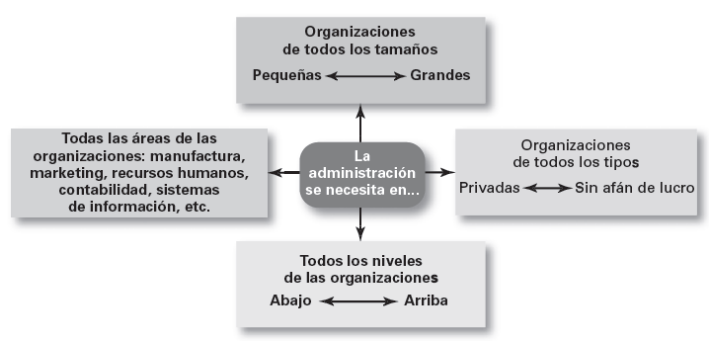 Organizaciones
de todos los tamaños
Pequeñas Grandes
Todas las áreas de las
organizaciones: manufactura,
marketing, recursos humanos,
contabilidad, sistemas
de información, etc.
La
administración
se necesita en...
Organizaciones
de todos los tipos
Privadas Sin afán de lucro
Todos los niveles
de las organizaciones
Abajo Arriba